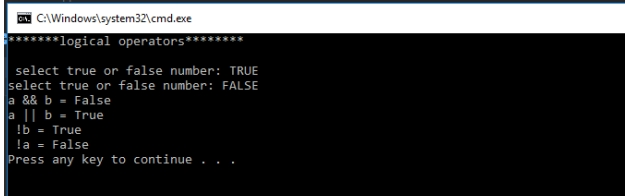 C:\Windows\system32\cmd.exe
*******logical operators********
select true or false number: TRUE
select true or false number: FALSE
a && b = False
a || b = True
!b = True
!a = False
Press any key to continue . . .